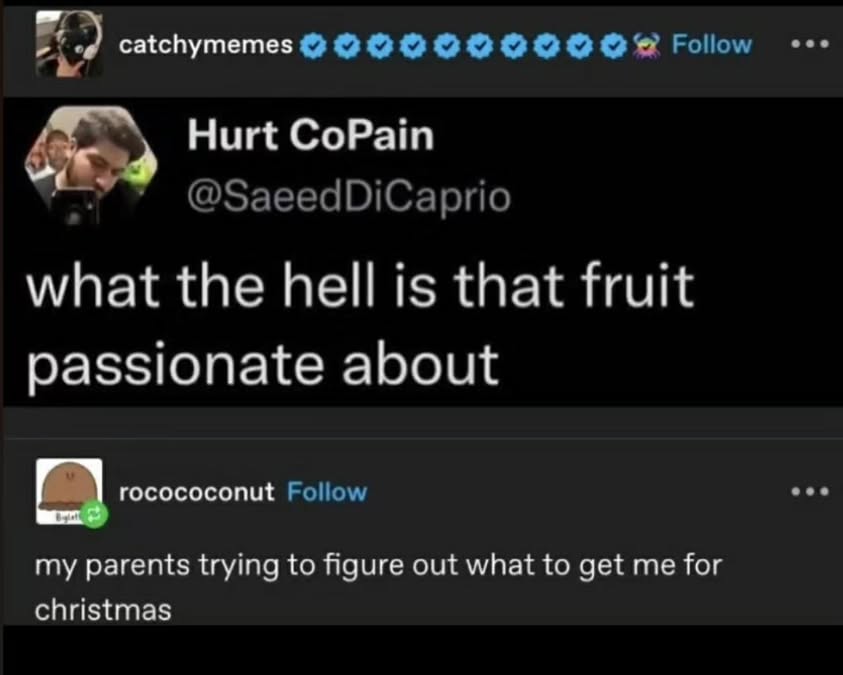 catchymemes Follow
Hurt CoPain
@SaeedDiCaprio
what the hell is that fruit
passionate about
rocococonut Follow
my parents trying to figure out what to get me for
christmas